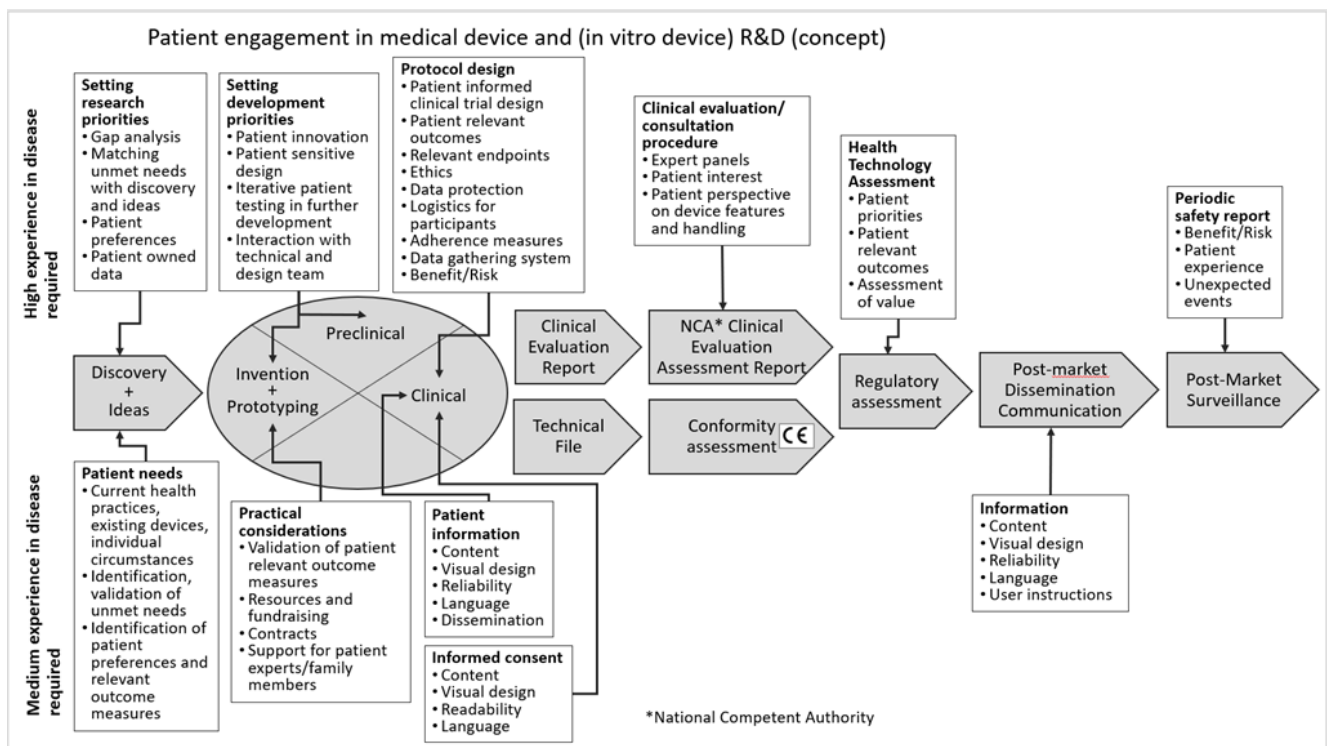 Patient engagement in medical device and (in vitro device) R&D (concept)
High experience in disease
required
Setting
research
priorities
• Gap analysis
• Matching
unmet needs
with discovery
and ideas
• Patient
preferences
• Patient owned
data
Setting
development
priorities
• Patient innovation
• Patient sensitive
design
• Iterative patient
testing in further
development
• Interaction with
technical and
design team
Protocol design
• Patient informed
clinical trial design
• Patient relevant
outcomes
• Relevant endpoints
• Ethics
• Data protection
• Logistics for
participants
• Adherence measures
• Data gathering system
• Benefit/Risk
Clinical evaluation/
consultation
procedure
• Expert panels
• Patient interest
• Patient perspective
on device features
and handling
Health
Technology
Assessment
• Patient
priorities
• Patient
relevant
outcomes
• Assessment
of value
Periodic
safety report
• Benefit/Risk
• Patient
experience
• Unexpected
events
Discovery
+
Ideas
Preclinical
Invention
+
Prototyping
Clinical
Clinical
Evaluation
Report
NCA* Clinical
Evaluation
Assessment Report
Technical
File
Conformity
assessment
CE
Regulatory
assessment
Post-market
Dissemination
Communication
Post-Market
Surveillance
Medium experience in disease
required
Patient needs
• Current health
practices,
existing devices,
individual
circumstances
• Identification,
validation of
unmet needs
• Identification of
patient
preferences and
relevant
outcome
measures
Practical
considerations
• Validation of patient
relevant outcome
measures
• Resources and
fundraising
• Contracts
• Support for patient
experts/family
members
Patient
information
• Content
• Visual design
• Reliability
• Language
• Dissemination
Informed consent
• Content
• Visual design
• Readability
• Language
Information
• Content
• Visual design
• Reliability
• Language
• User instructions
*National Competent Authority